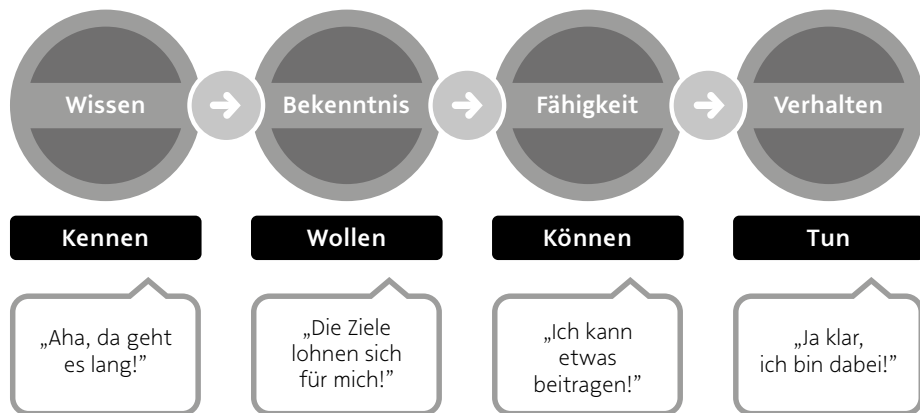 Wissen
Bekenntnis
Fähigkeit
Verhalten
Kennen
Wollen
Können
Tun
„Aha, da geht
es lang!”
„Die Ziele
lohnen sich
für mich!”
„Ich kann
etwas
beitragen!”
„Ja klar,
ich bin dabei!”